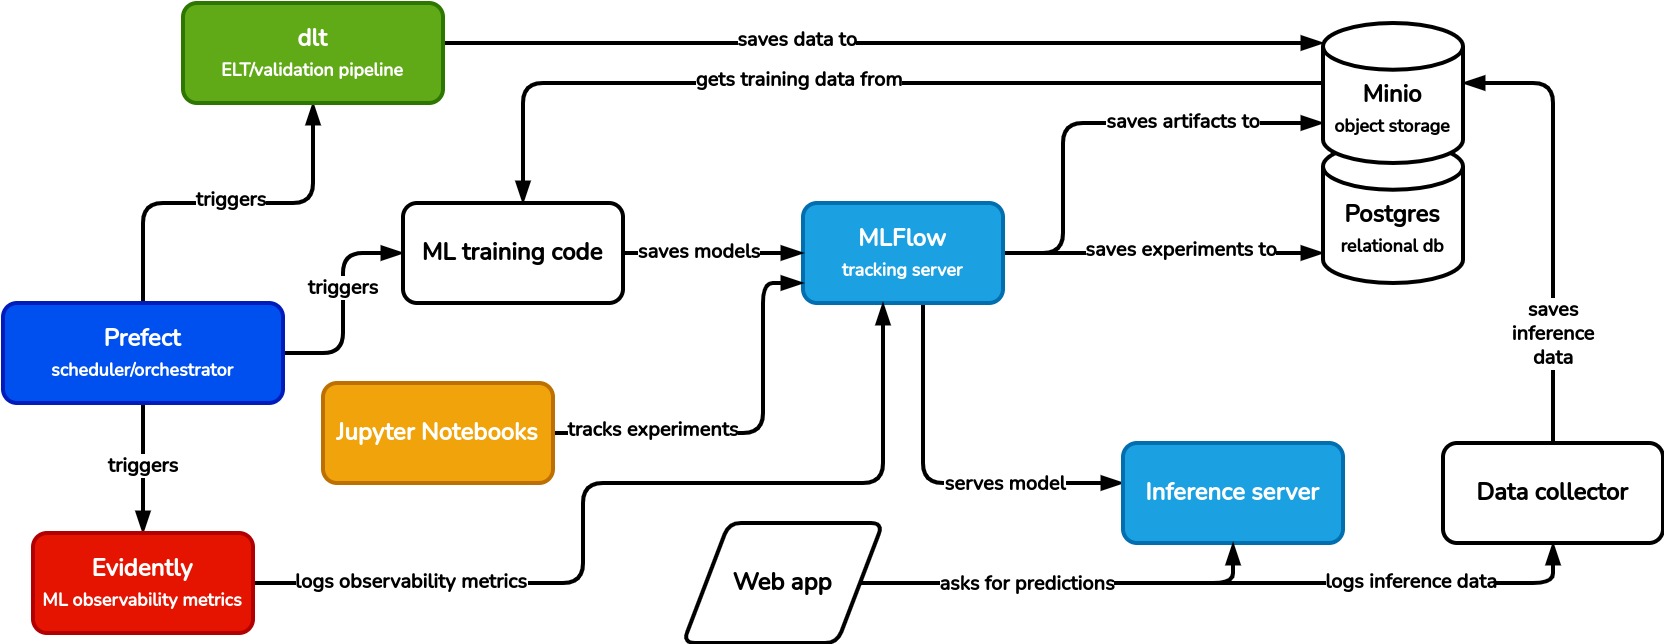 dlt
ELT/validation pipeline
saves data to
gets training data from
Minio
object storage
saves artifacts to
triggers
ML training code
saves models
MLFlow
tracking server
Postgres
relational db
saves experiments to
triggers
Prefect
scheduler/orchestrator
saves
inference
data
Jupyter Notebooks
tracks experiments
triggers
serves model
Inference server
Data collector
Evidently
ML observability metrics
logs observability metrics
Web app
asks for predictions
logs inference data